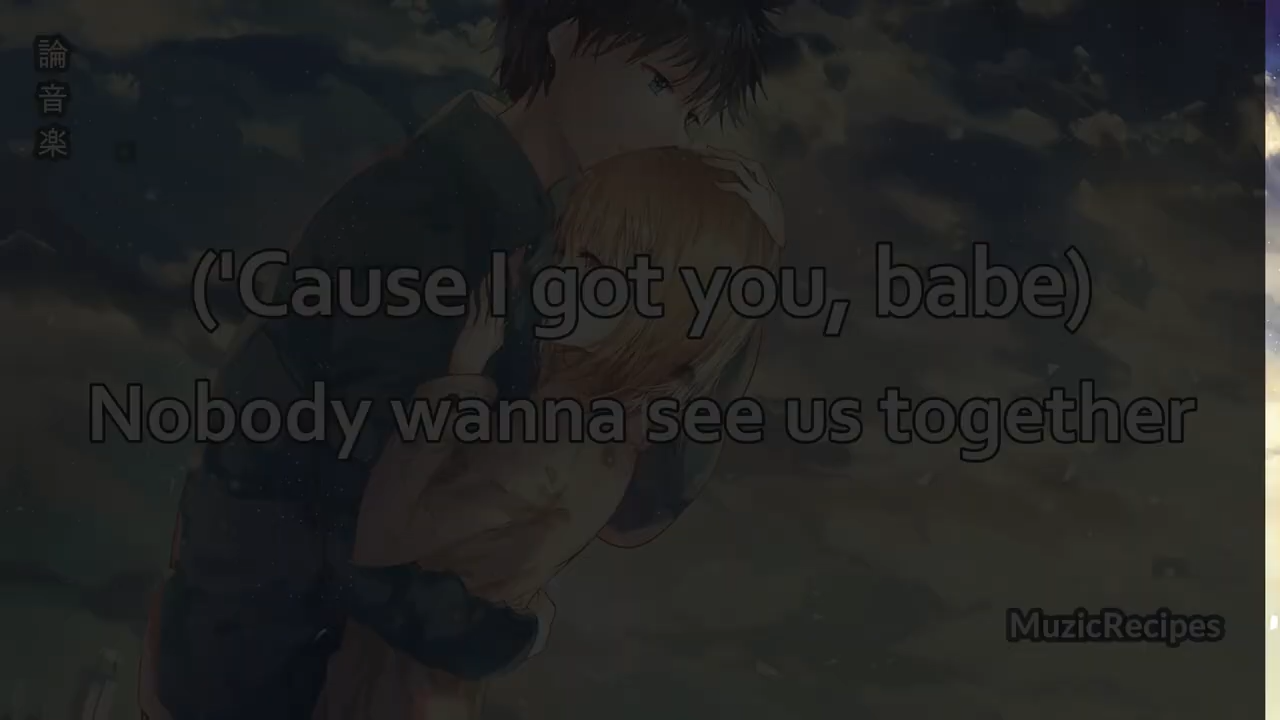 論
音
楽
('Cause I got you, babe)
Nobody wanna see us together
MuzicRecipes